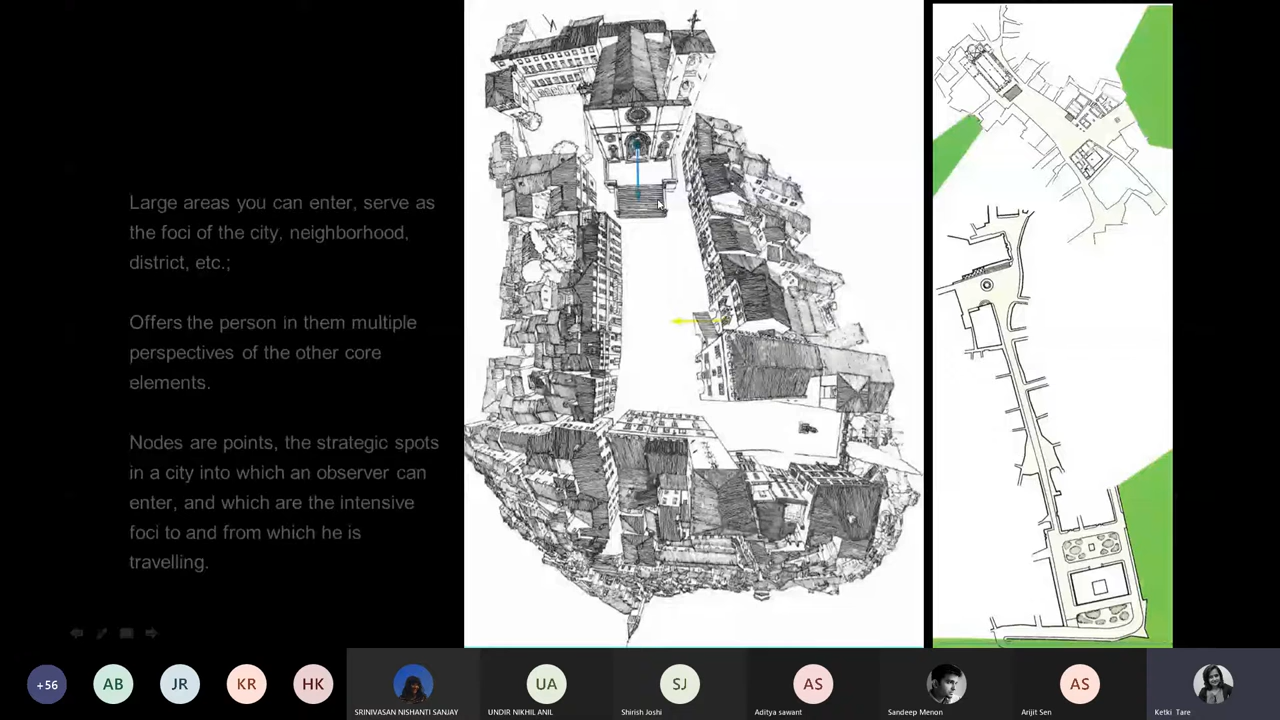 Large areas you can enter, serve as
the foci of the city, neighborhood,
district, etc.;
Offers the person in them multiple
perspectives of the other core
elements.
Nodes are points, the strategic spots
in a city into which an observer can
enter, and which are the intensive
foci to and from which he is
travelling.
+56
AB
JR
KR
HK
SRINIVASAN NISHANTI SANJAY
UA
UNDIR NIKHIL ANIL
SJ
Shirish Joshi
AS
Aditya sawant
Sandeep Menon
AS
Arijit Sen
Ketki Tare